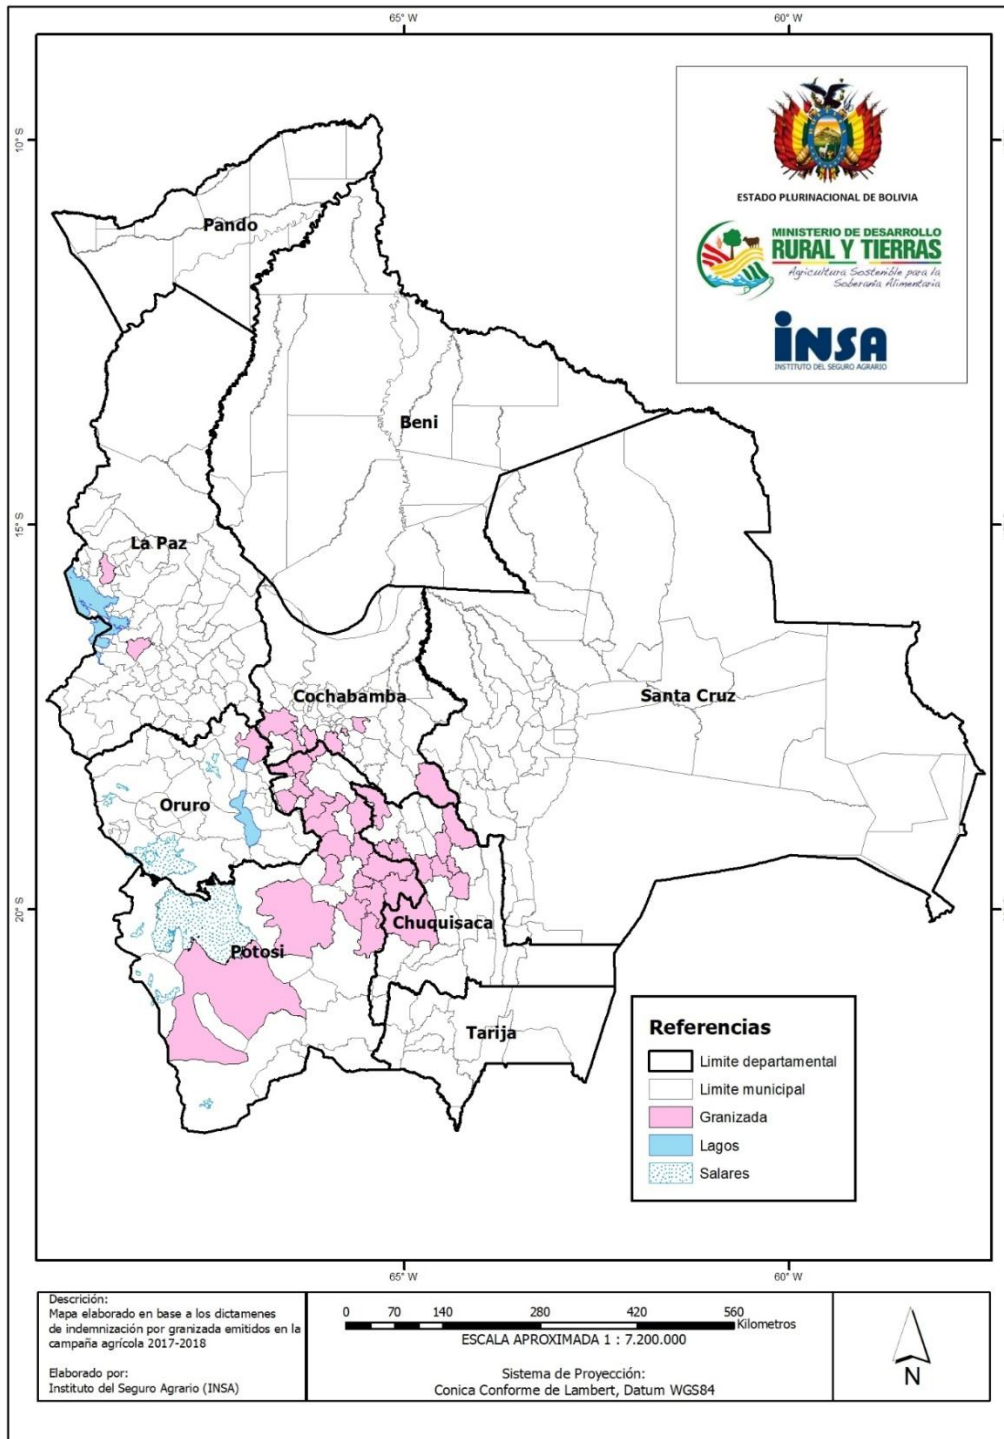 65° W
60° W
10° S
15° S
20° S
ESTADO PLURINACIONAL DE BOLIVIA
MINISTERIO DE DESARROLLO
RURAL Y TIERRAS
Agricultura Sostenible para la
Soberanía Alimentaria
INSA
INSTITUTO DEL SEGURO AGRARIO
Pando
Beni
La Paz
Cochabamba
Santa Cruz
Oruro
Chuquisaca
Potosi
Tarija
Referencias
Limite departamental
Limite municipal
Granizada
Lagos
Salares
65° W
60° W
Descrición:
Mapa elaborado en base a los dictamenes
de indemnización por granizada emitidos en la
campaña agrícola 2017-2018
Elaborado por:
Instituto del Seguro Agrario (INSA)
0 70 140 280 420 560
Kilometros
ESCALA APROXIMADA 1 : 7.200.000
Sistema de Proyección:
Conica Conforme de Lambert, Datum WGS84
N